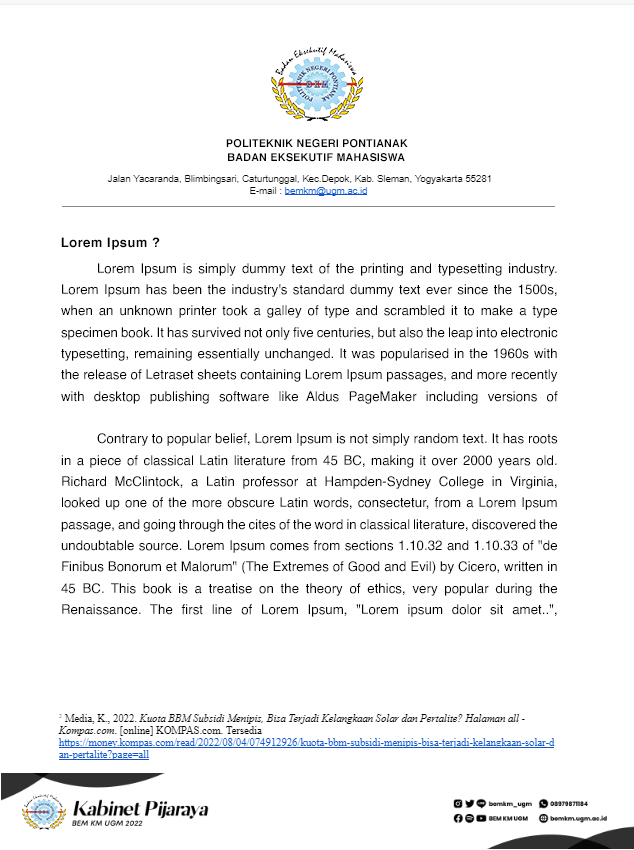 Badan Eksekutif Mahasiswa
POLITEKNIK NEGERI PONTIANAK
BEM
POLITEKNIK NEGERI PONTIANAK
BADAN EKSEKUTIF MAHASISWA
Jalan Yacaranda, Blimbingsari, Caturtunggal, Kec.Depok, Kab. Sleman, Yogyakarta 55281
E-mail : bemkm@ugm.ac.id
Lorem Ipsum ?
Lorem Ipsum is simply dummy text of the printing and typesetting industry.
Lorem Ipsum has been the industry's standard dummy text ever since the 1500s,
when an unknown printer took a galley of type and scrambled it to make a type
specimen book. It has survived not only five centuries, but also the leap into electronic
typesetting, remaining essentially unchanged. It was popularised in the 1960s with
the release of Letraset sheets containing Lorem Ipsum passages, and more recently
with desktop publishing software like Aldus PageMaker including versions of
Contrary to popular belief, Lorem Ipsum is not simply random text. It has roots
in a piece of classical Latin literature from 45 BC, making it over 2000 years old.
Richard McClintock, a Latin professor at Hampden-Sydney College in Virginia,
looked up one of the more obscure Latin words, consectetur, from a Lorem Ipsum
passage, and going through the cites of the word in classical literature, discovered the
undoubtable source. Lorem Ipsum comes from sections 1.10.32 and 1.10.33 of "de
Finibus Bonorum et Malorum" (The Extremes of Good and Evil) by Cicero, written in
45 BC. This book is a treatise on the theory of ethics, very popular during the
Renaissance. The first line of Lorem Ipsum, "Lorem ipsum dolor sit amet..",
² Media, K., 2022. Kuota BBM Subsidi Menipis, Bisa Terjadi Kelangkaan Solar dan Pertalite? Halaman all -
Kompas.com. [online] KOMPAS.com. Tersedia
https://money.kompas.com/read/2022/08/04/074912926/kuota-bbm-subsidi-menipis-bisa-terjadi-kelangkaan-solar-d
an-pertalite?page=all
Kabinet Pijaraya
BEM KM UGM 2022
bemkm_ugm 08979871184
BEM KM UGM bemkm.ugm.ac.id